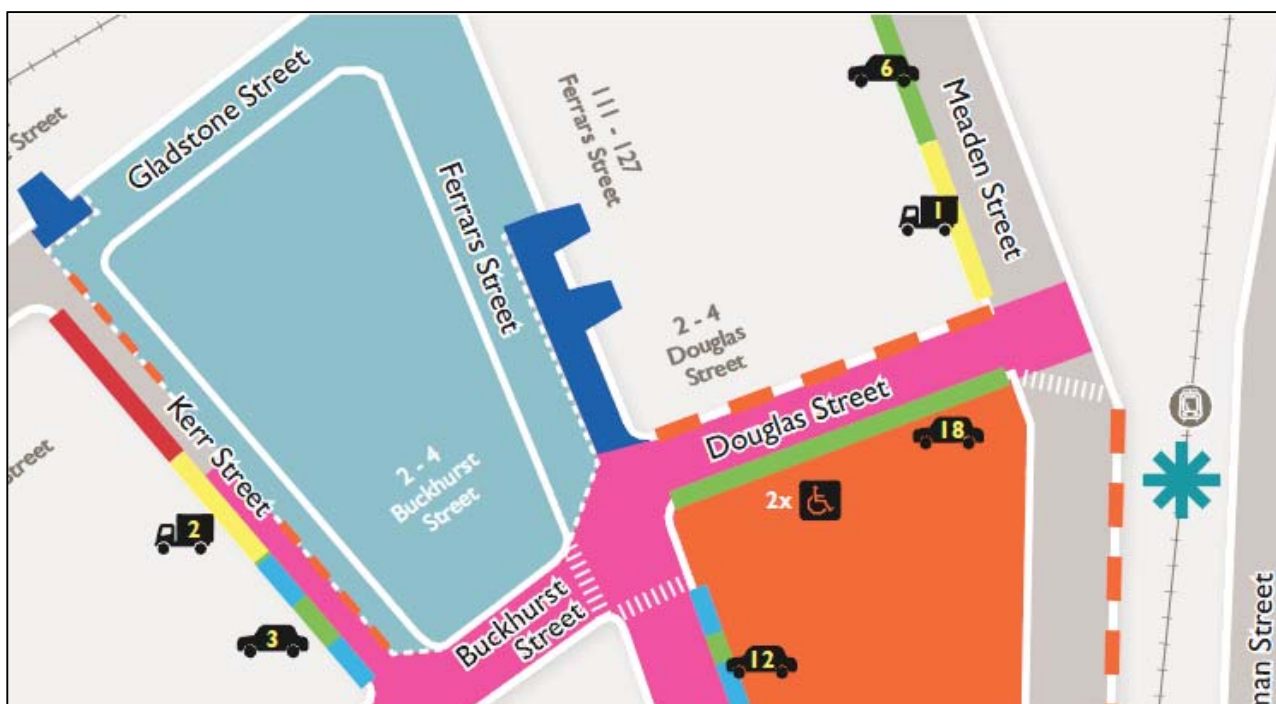 Gladstone Street
Street
111 - 127
Ferrars Street
Ferrars Street
6
Meaden Street
1
2 - 4
Douglas
Street
Douglas Street
18
2x
Kerr Street
2 - 4
Buckhurst
Street
2
3
Buckhurst
Street
12
Street
nan Street